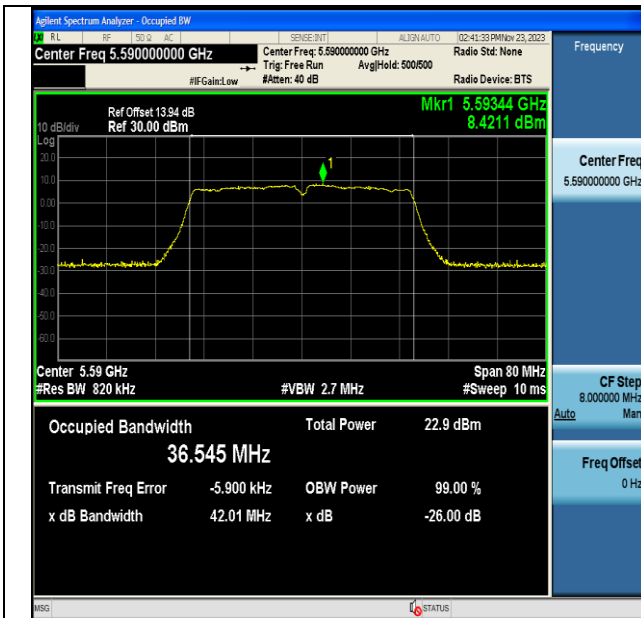 Agilent Spectrum Analyzer - Occupied BW
RL RF 50 Ω AC SENSE:INT ALIGN AUTO 02:41:33 PM Nov 23, 2023
Center Freq 5.590000000 GHz
Center Freq: 5.590000000 GHz Radio Std: None
Trig: Free Run Avg|Hold: 500/500
#IFGain:Low #Atten: 40 dB Radio Device: BTS
Mkr1 5.59344 GHz
8.4211 dBm
Ref Offset 13.94 dB
10 dB/div Ref 30.00 dBm
Log
20.0
10.0
0.00
-10.0
-20.0
-30.0
-40.0
-50.0
-60.0
1
Center 5.59 GHz Span 80 MHz
#Res BW 820 kHz #VBW 2.7 MHz #Sweep 10 ms
Occupied Bandwidth Total Power 22.9 dBm
36.545 MHz
Transmit Freq Error -5.900 kHz OBW Power 99.00 %
x dB Bandwidth 42.01 MHz x dB -26.00 dB
MSG STATUS
Frequency
Center Freq
5.590000000 GHz
CF Step
8.000000 MHz
Auto Man
Freq Offset
0 Hz